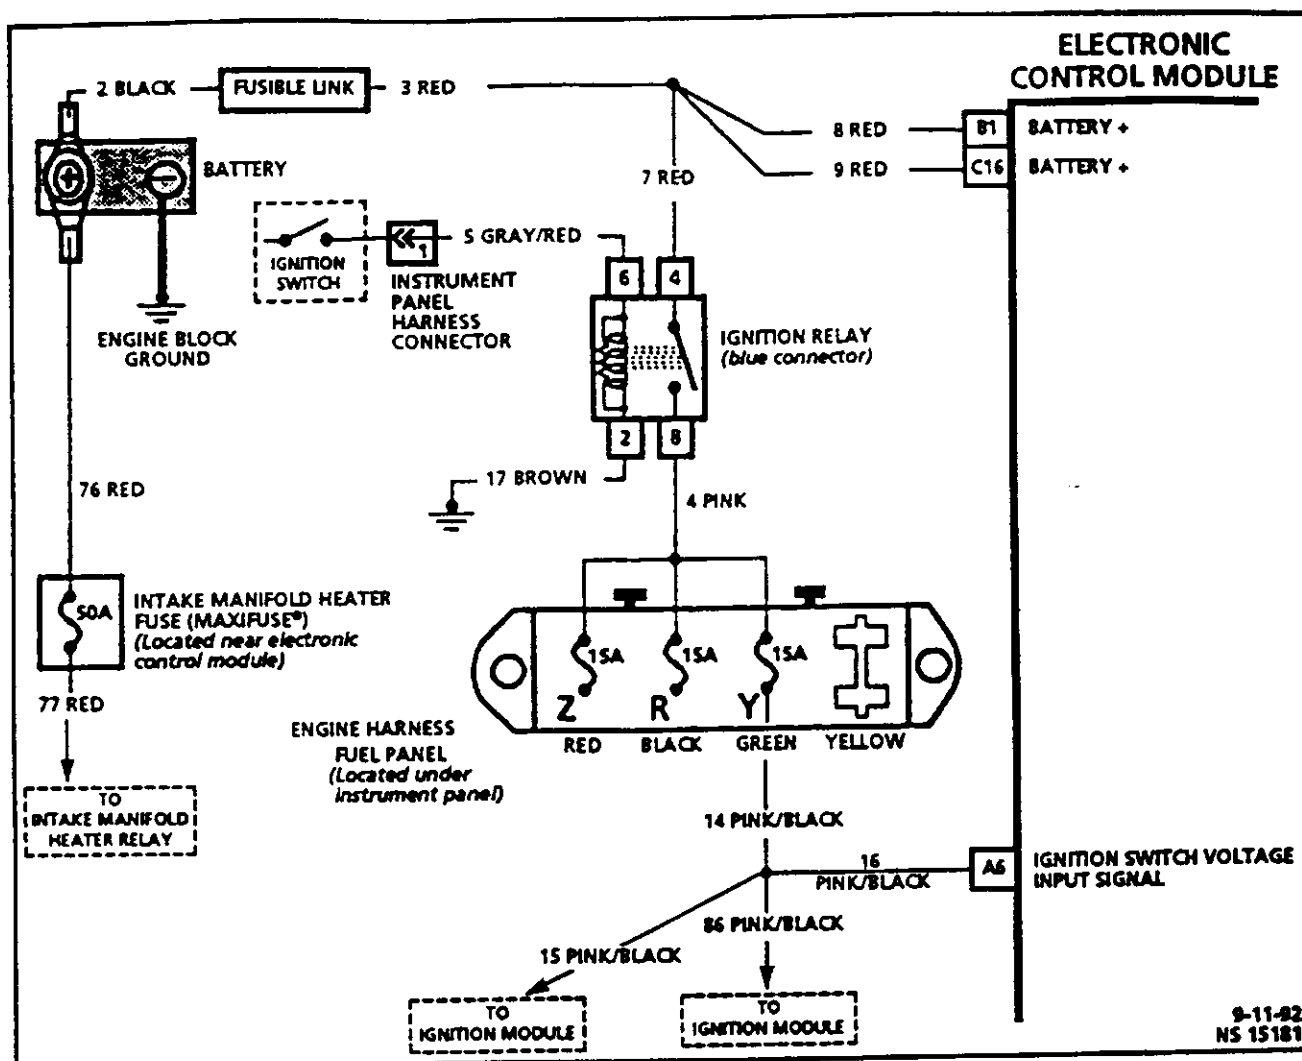 ELECTRONIC
CONTROL MODULE
2 BLACK
FUSIBLE LINK
3 RED
8 RED
B1
BATTERY +
9 RED
C16
BATTERY +
BATTERY
7 RED
5 GRAY/RED
1
IGNITION
SWITCH
INSTRUMENT
PANEL
HARNESS
CONNECTOR
6
4
ENGINE BLOCK
GROUND
IGNITION RELAY
(blue connector)
2
8
17 BROWN
76 RED
4 PINK
50A
INTAKE MANIFOLD HEATER
FUSE (MAXIFUSE®)
(Located near electronic
control module)
15A
15A
15A
77 RED
Z
R
Y
RED
BLACK
GREEN
YELLOW
ENGINE HARNESS
FUEL PANEL
(Located under
instrument panel)
TO
INTAKE MANIFOLD
HEATER RELAY
14 PINK/BLACK
16
PINK/BLACK
A6
IGNITION SWITCH VOLTAGE
INPUT SIGNAL
86 PINK/BLACK
15 PINK/BLACK
TO
IGNITION MODULE
TO
IGNITION MODULE
9-11-92
NS 15181